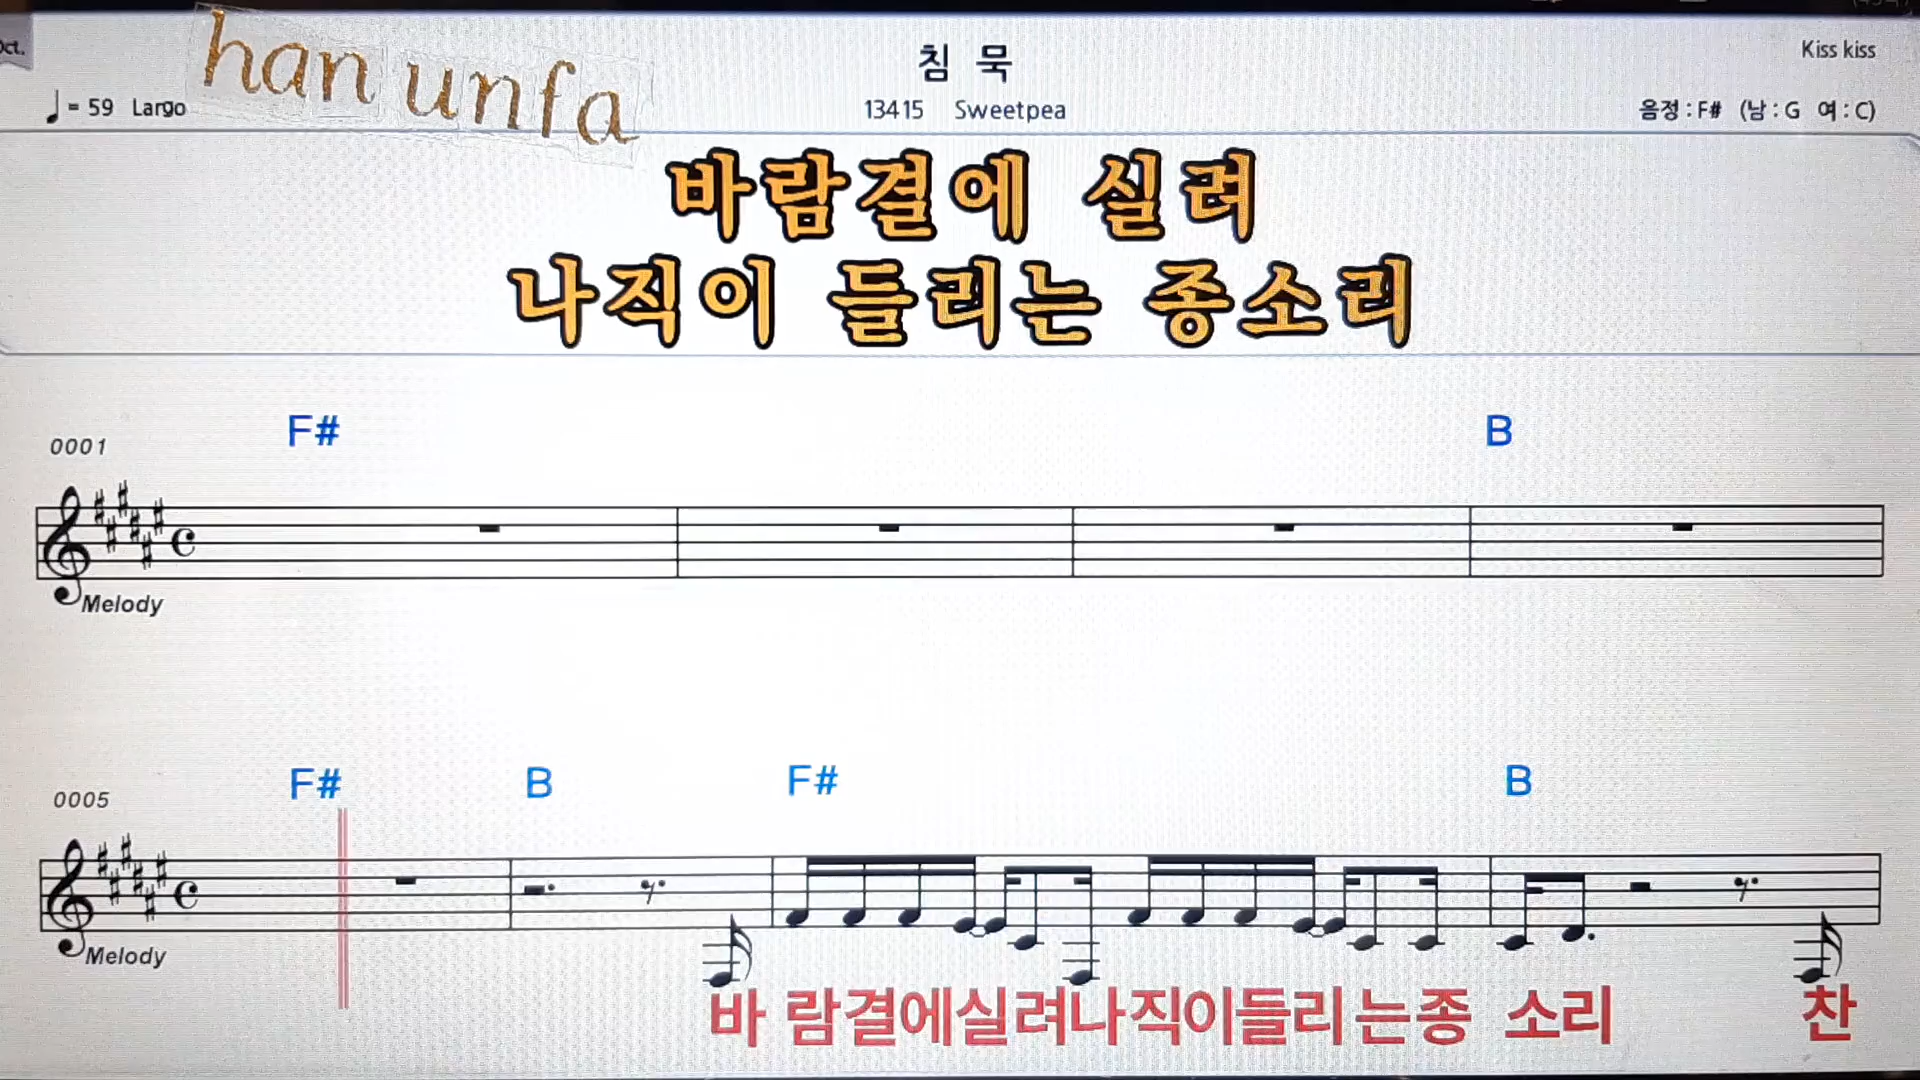 Oct.
han unfa
침 묵
Kiss kiss
♩ = 59 Largo
13415 Sweetpea
음정 : F# (남 : G 여 : C)
바람결에 실려
나직이 들리는 종소리
F# B
0001
Melody
F# B F# B
0005
Melody
바 람결에실려나직이들리는종 소리 찬